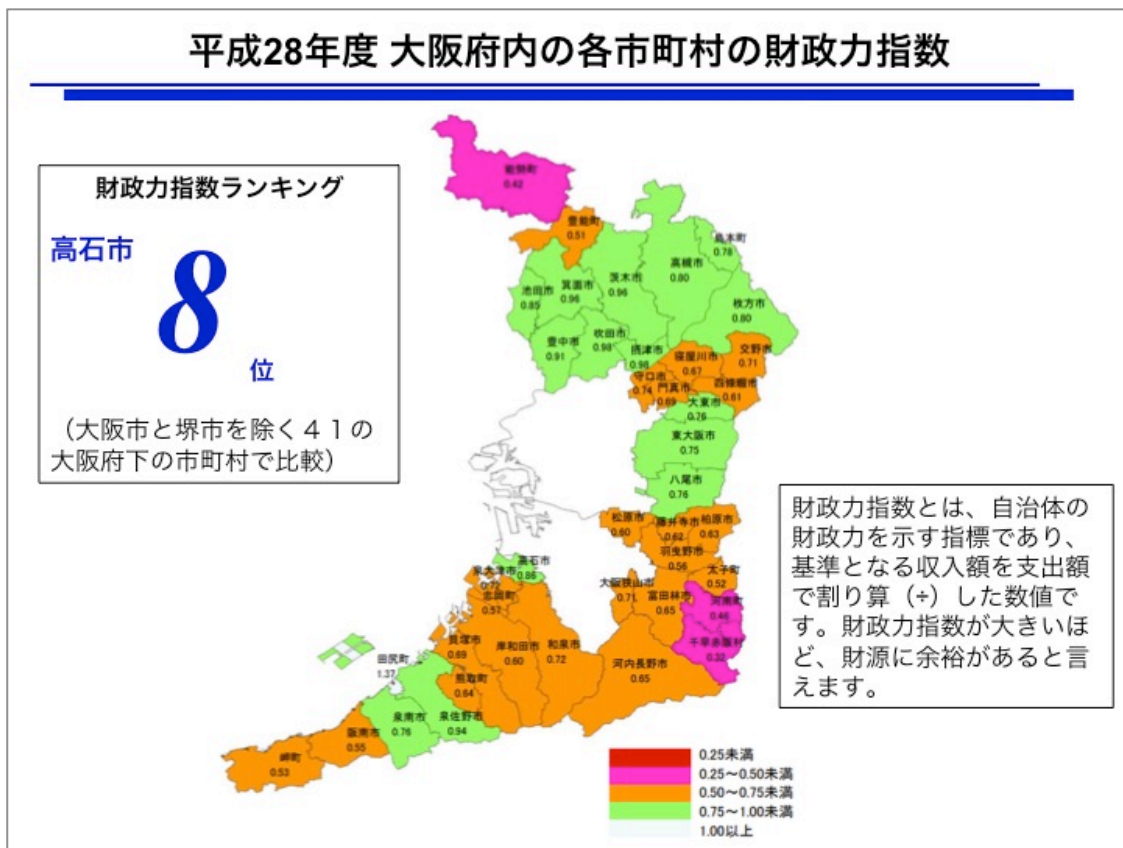 平成28年度 大阪府内の各市町村の財政力指数
財政力指数ランキング
高石市
8
位
（大阪市と堺市を除く４１の
大阪府下の市町村で比較）
能勢町
0.42
豊能町
0.51
島本町
0.78
高槻市
0.80
茨木市
0.96
箕面市
0.96
池田市
0.85
枚方市
0.80
吹田市
0.98
豊中市
0.91
摂津市
0.98
交野市
0.71
寝屋川市
0.67
守口市
0.74
門真市
0.69
四條畷市
0.61
大東市
0.76
東大阪市
0.75
八尾市
0.76
松原市
0.60
藤井寺市
0.62
柏原市
0.63
羽曳野市
0.56
太子町
0.52
大阪狭山市
0.71
富田林市
0.65
河南町
0.46
千早赤阪村
0.32
高石市
0.86
泉大津市
0.72
忠岡町
0.57
貝塚市
0.69
岸和田市
0.60
和泉市
0.72
河内長野市
0.65
田尻町
1.37
熊取町
0.64
泉南市
0.76
泉佐野市
0.94
阪南市
0.55
岬町
0.53
財政力指数とは、自治体の
財政力を示す指標であり、
基準となる収入額を支出額
で割り算（÷）した数値で
す。財政力指数が大きいほ
ど、財源に余裕があると言
えます。
0.25未満
0.25～0.50未満
0.50～0.75未満
0.75～1.00未満
1.00以上